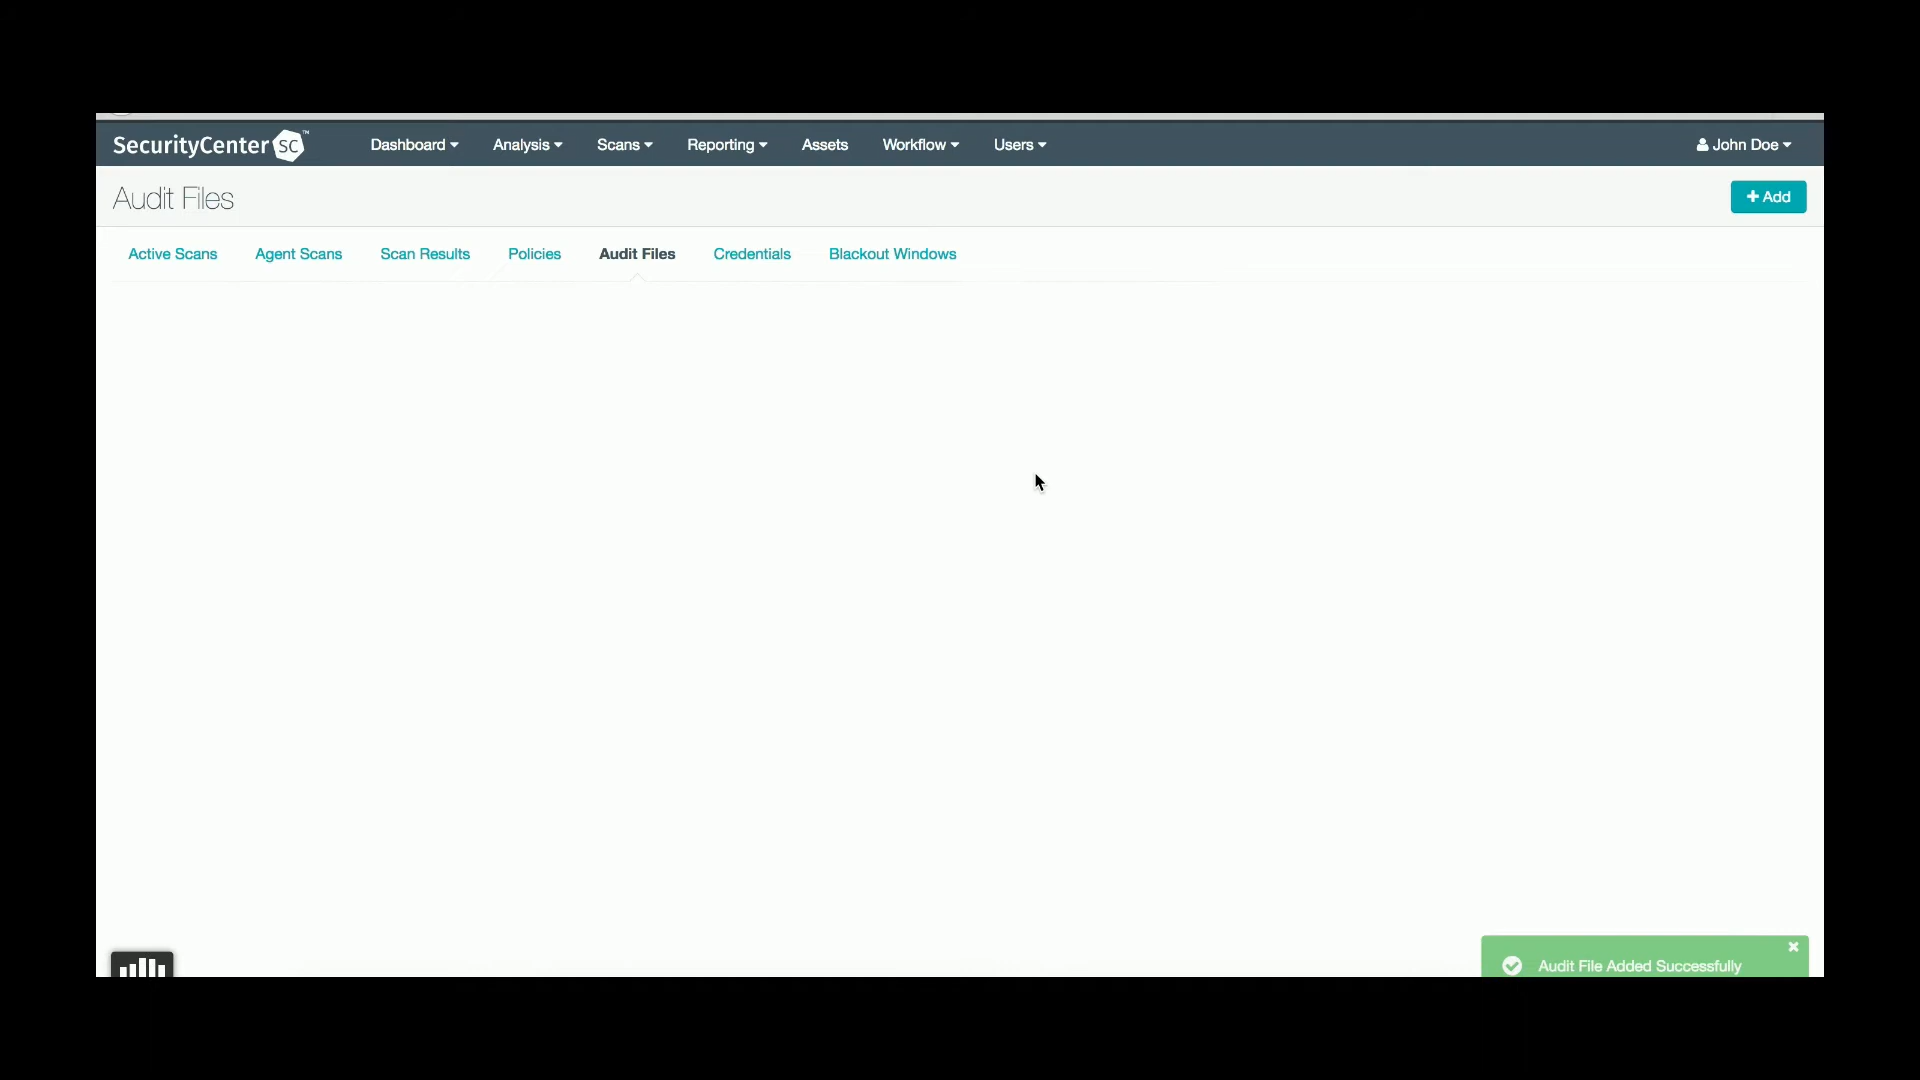 SecurityCenter SC™ Dashboard Analysis Scans Reporting Assets Workflow Users John Doe
Audit Files + Add
Active Scans Agent Scans Scan Results Policies Audit Files Credentials Blackout Windows
Audit File Added Successfully